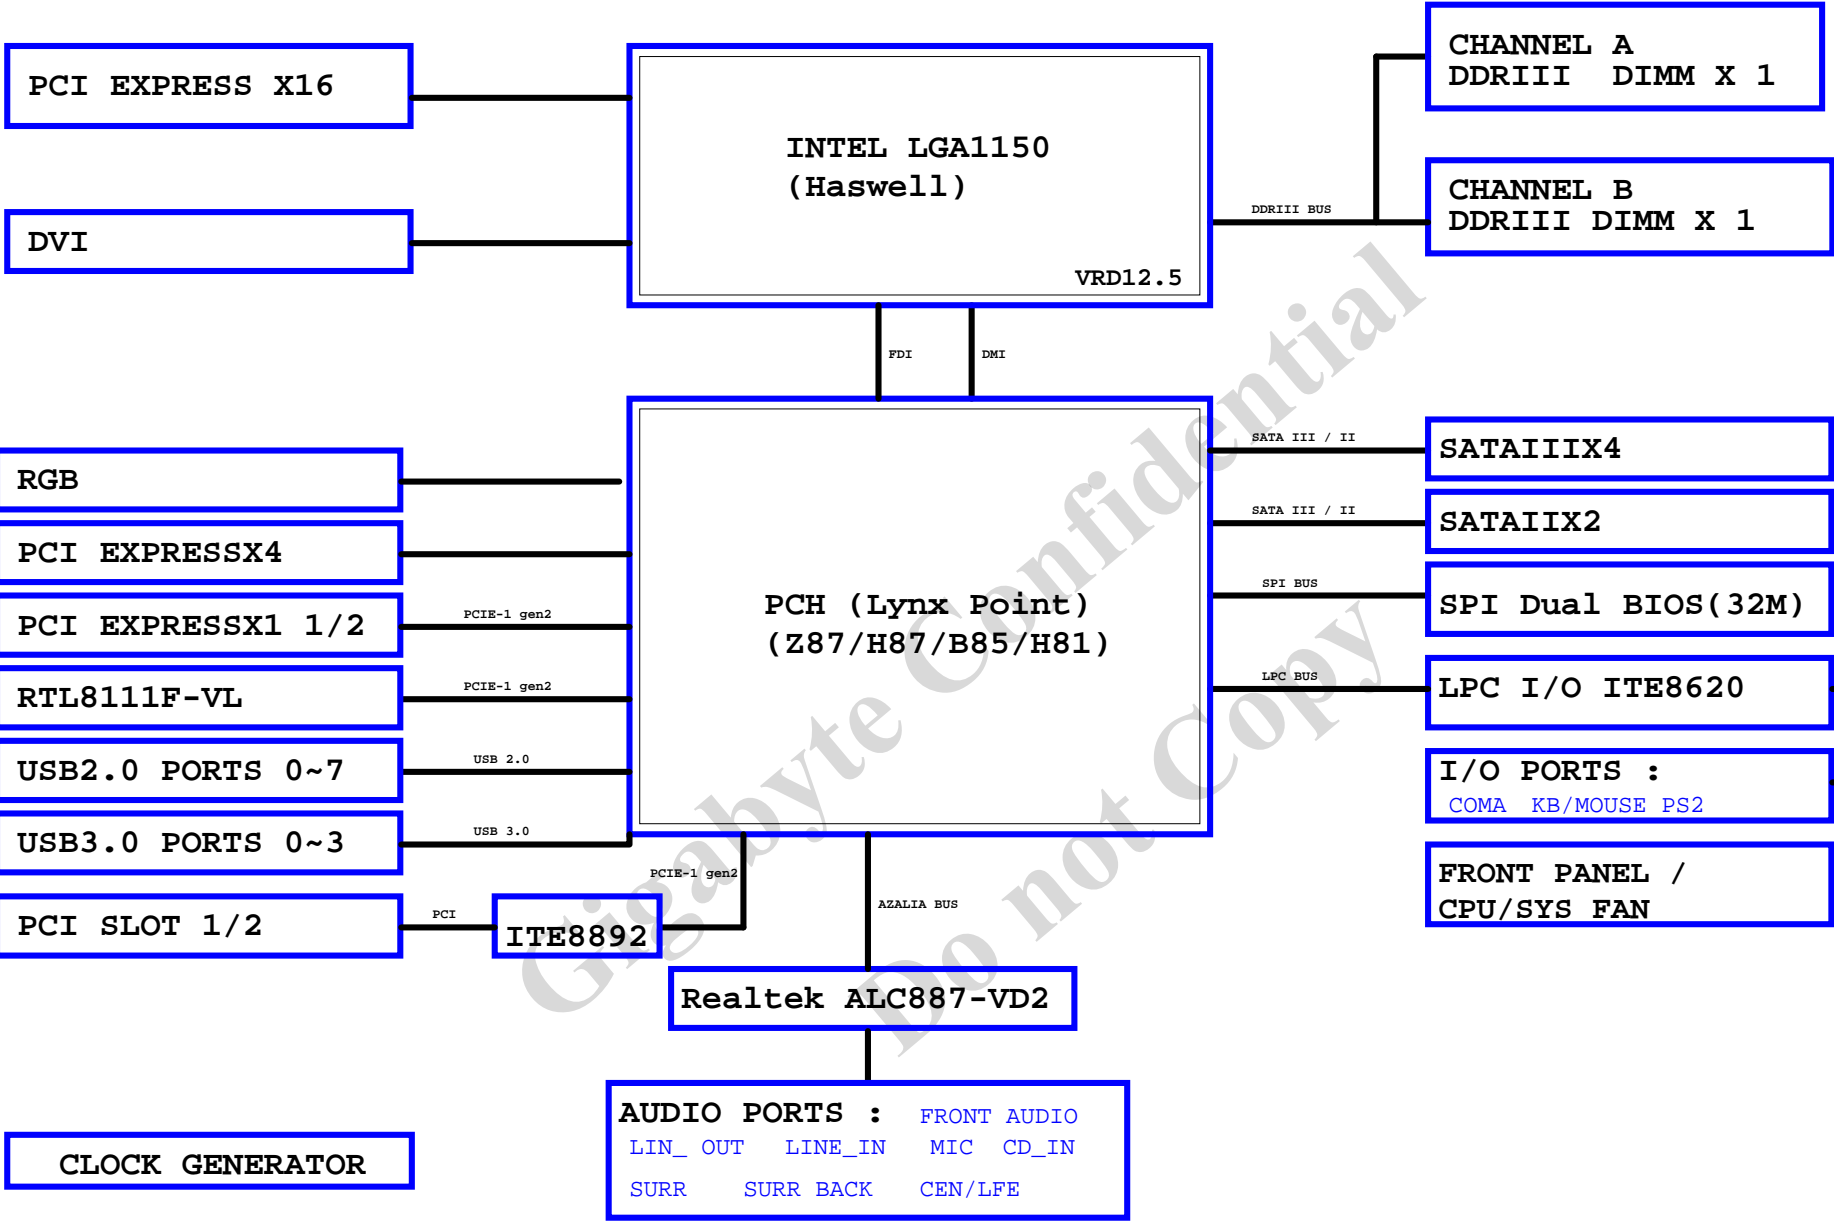 PCI EXPRESS X16
DVI
INTEL LGA1150
(Haswell)
VRD12.5
CHANNEL A
DDRIII DIMM X 1
CHANNEL B
DDRIII DIMM X 1
DDRIII BUS
FDI
DMI
RGB
PCI EXPRESSX4
PCI EXPRESSX1 1/2
PCIE-1 gen2
RTL8111F-VL
PCIE-1 gen2
USB2.0 PORTS 0~7
USB 2.0
USB3.0 PORTS 0~3
USB 3.0
PCI SLOT 1/2
PCI
ITE8892
PCIE-1 gen2
PCH (Lynx Point)
(Z87/H87/B85/H81)
SATA III / II
SATAIIIX4
SATA III / II
SATAIIX2
SPI BUS
SPI Dual BIOS(32M)
LPC BUS
LPC I/O ITE8620
I/O PORTS :
COMA KB/MOUSE PS2
FRONT PANEL /
CPU/SYS FAN
AZALIA BUS
Realtek ALC887-VD2
AUDIO PORTS : FRONT AUDIO
LIN_ OUT LINE_IN MIC CD_IN
SURR SURR BACK CEN/LFE
CLOCK GENERATOR
Gigabyte Confidential
Do not Copy